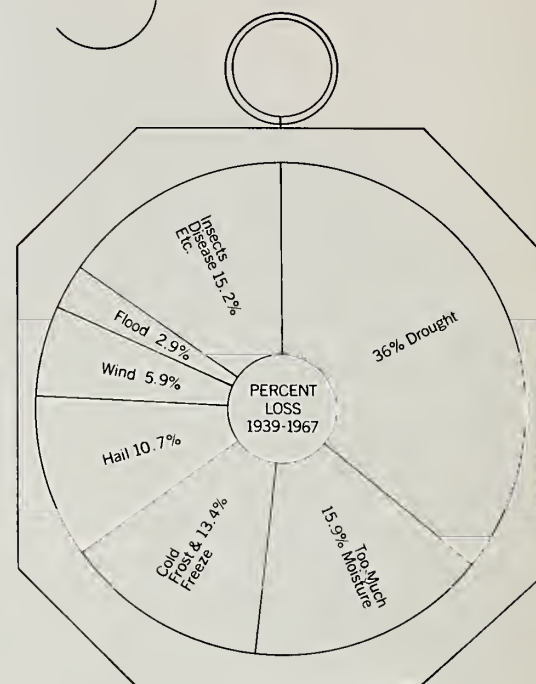 Insects
Disease 15.2%
Etc.
Flood 2.9%
Wind 5.9%
Hail 10.7%
Cold
Frost & 13.4%
Freeze
15.9% Too Much
Moisture
36% Drought
PERCENT
LOSS
1939-1967